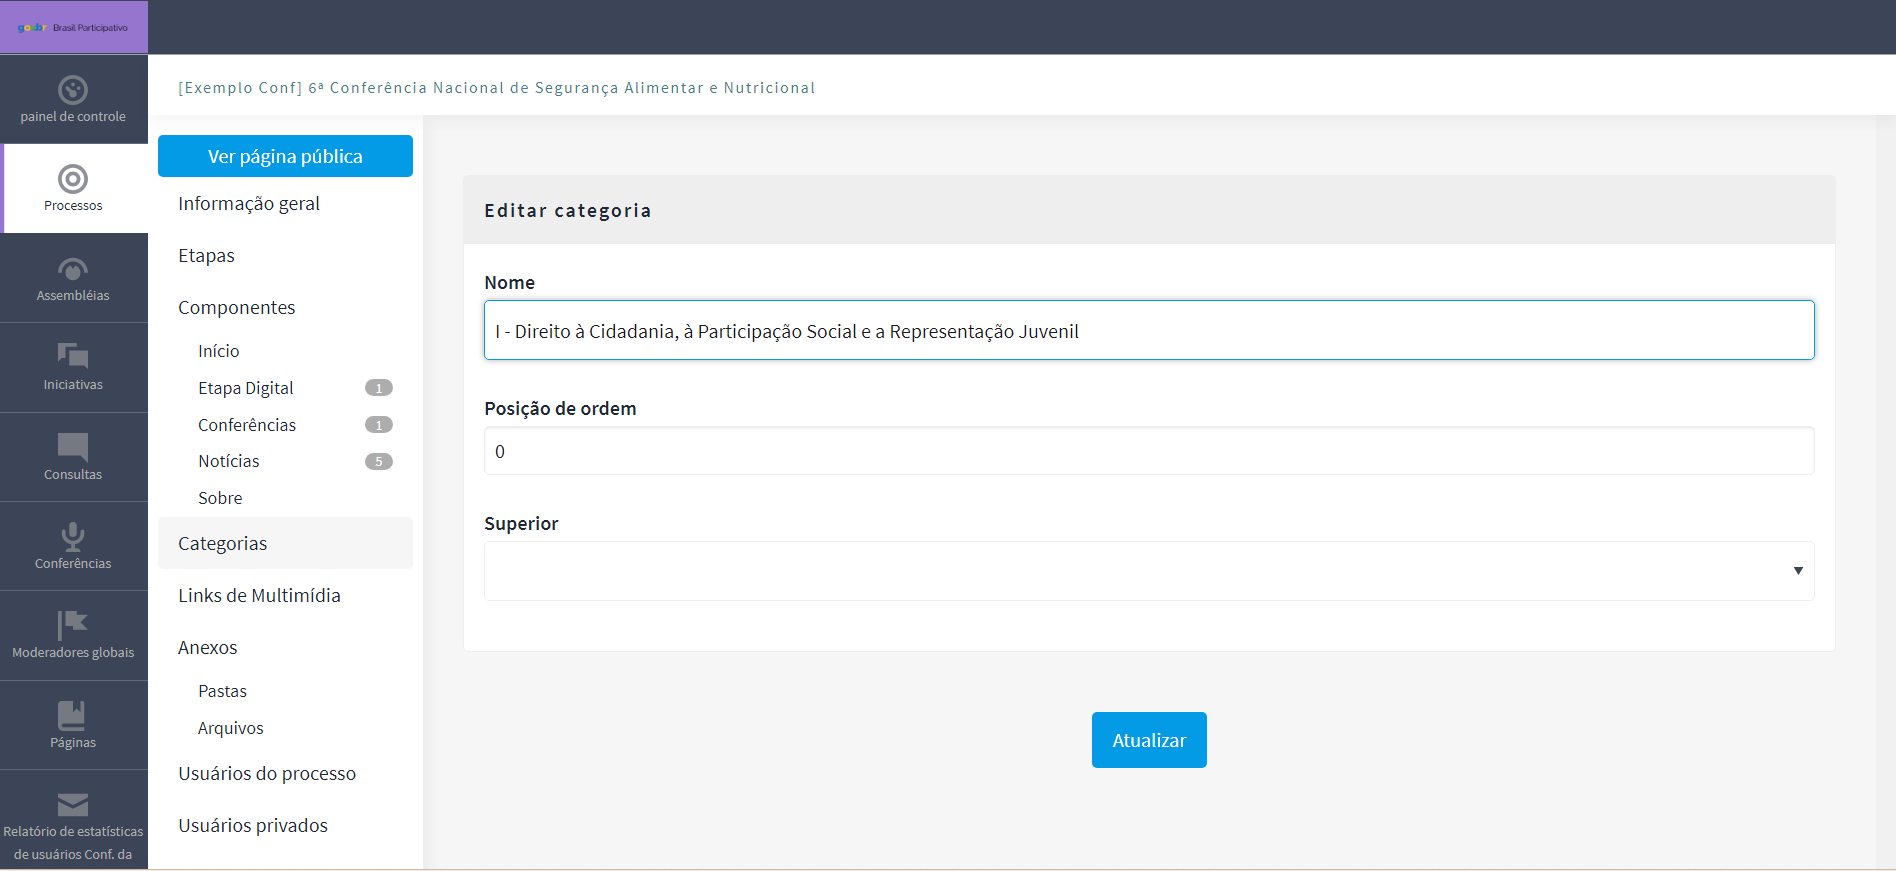 gov.br Brasil Participativo
painel de controle
Processos
Assembléias
Iniciativas
Consultas
Conferências
Moderadores globais
Páginas
Relatório de estatísticas
de usuários Conf. da
[Exemplo Conf] 6ª Conferência Nacional de Segurança Alimentar e Nutricional
Ver página pública
Informação geral
Etapas
Componentes
Início
Etapa Digital 1
Conferências 1
Notícias 5
Sobre
Categorias
Links de Multimídia
Anexos
Pastas
Arquivos
Usuários do processo
Usuários privados
Editar categoria
Nome
I - Direito à Cidadania, à Participação Social e a Representação Juvenil
Posição de ordem
0
Superior
Atualizar